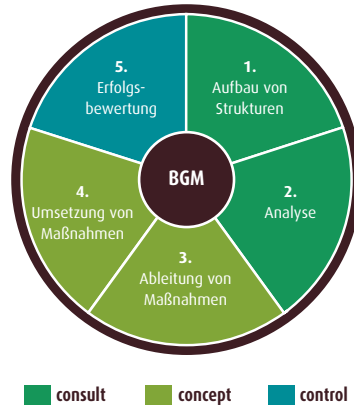 1.
Aufbau von
Strukturen
2.
Analyse
3.
Ableitung von
Maßnahmen
4.
Umsetzung von
Maßnahmen
5.
Erfolgs-
bewertung
BGM
consult
concept
control